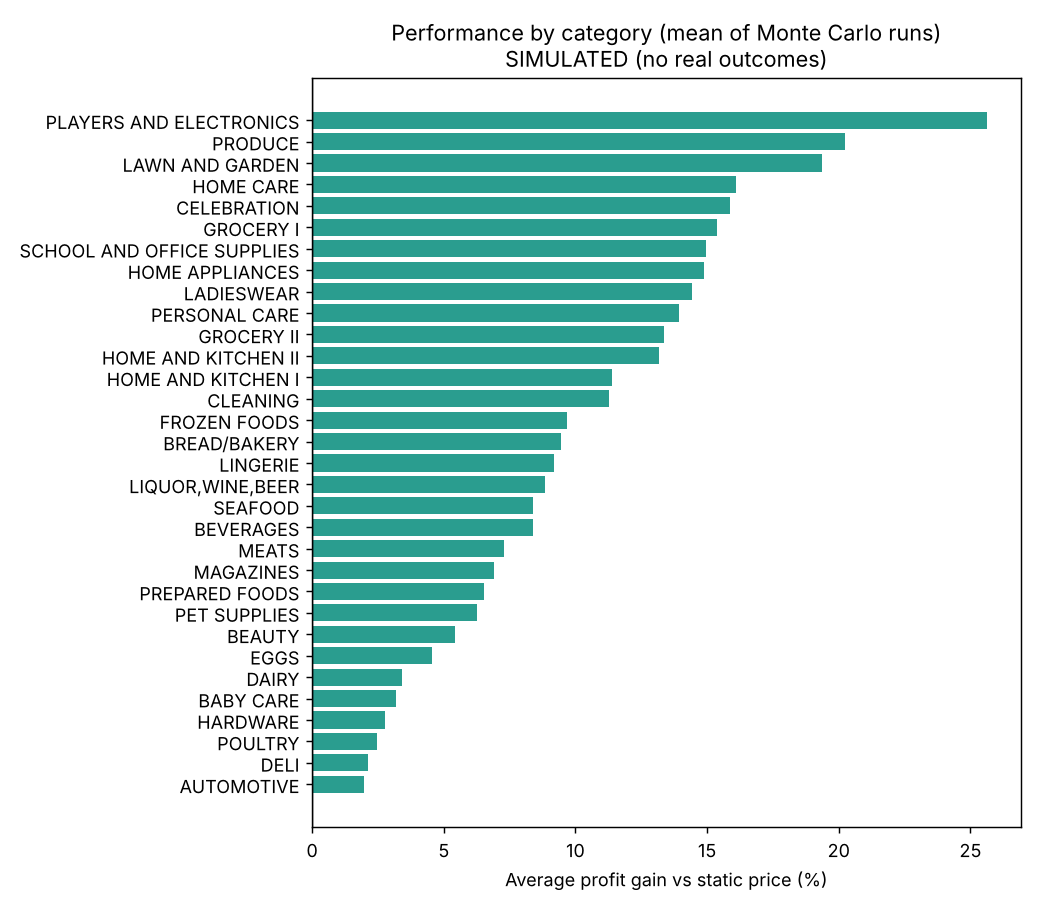 Performance by category (mean of Monte Carlo runs)
SIMULATED (no real outcomes)
PLAYERS AND ELECTRONICS
PRODUCE
LAWN AND GARDEN
HOME CARE
CELEBRATION
GROCERY I
SCHOOL AND OFFICE SUPPLIES
HOME APPLIANCES
LADIESWEAR
PERSONAL CARE
GROCERY II
HOME AND KITCHEN II
HOME AND KITCHEN I
CLEANING
FROZEN FOODS
BREAD/BAKERY
LINGERIE
LIQUOR,WINE,BEER
SEAFOOD
BEVERAGES
MEATS
MAGAZINES
PREPARED FOODS
PET SUPPLIES
BEAUTY
EGGS
DAIRY
BABY CARE
HARDWARE
POULTRY
DELI
AUTOMOTIVE
0 5 10 15 20 25
Average profit gain vs static price (%)